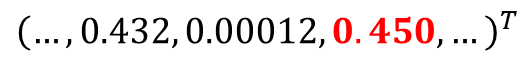 (…, 0.432, 0.00012, 0.450, … )ᵀ